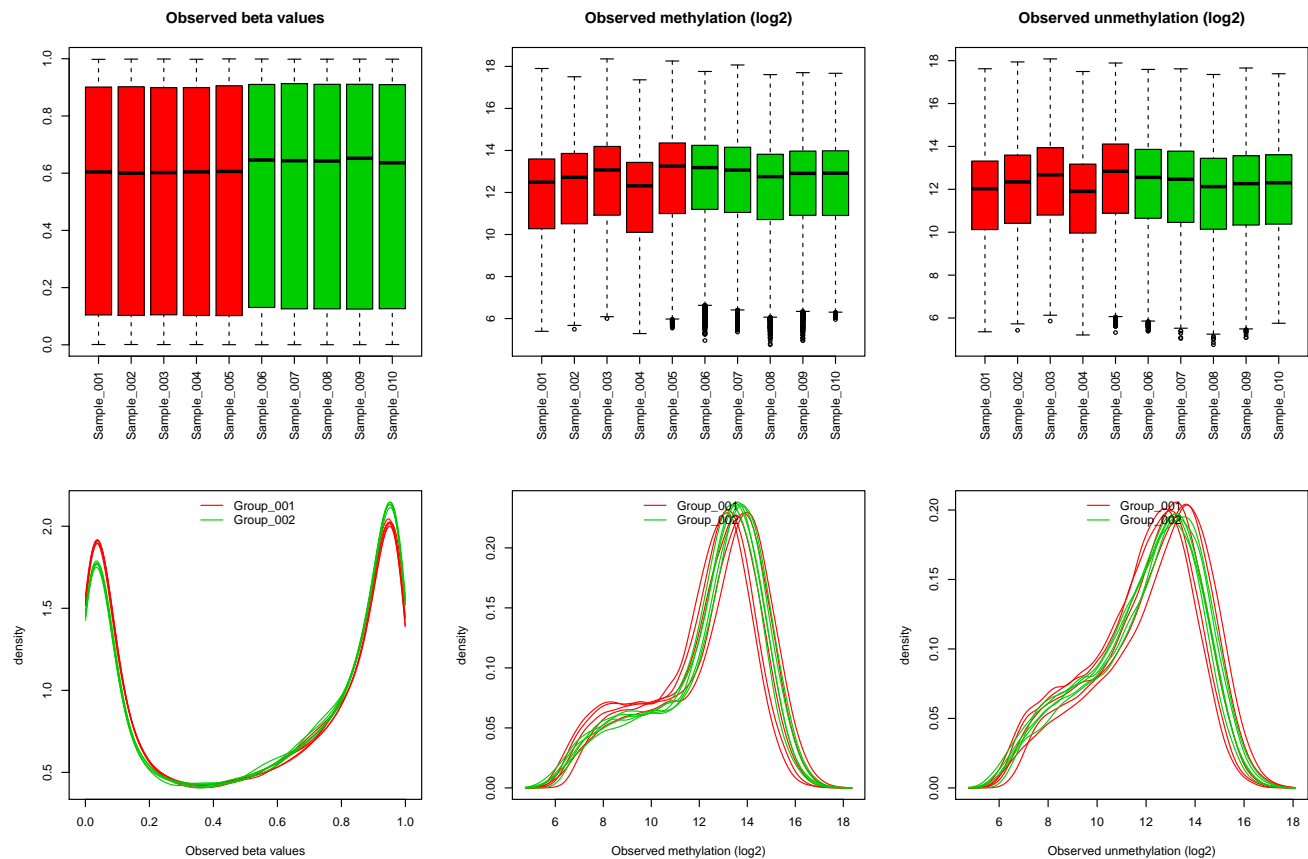 Observed beta values
0.0
0.2
0.4
0.6
0.8
1.0
Sample_001
Sample_002
Sample_003
Sample_004
Sample_005
Sample_006
Sample_007
Sample_008
Sample_009
Sample_010
Observed methylation (log2)
6
8
10
12
14
16
18
Sample_001
Sample_002
Sample_003
Sample_004
Sample_005
Sample_006
Sample_007
Sample_008
Sample_009
Sample_010
Observed unmethylation (log2)
6
8
10
12
14
16
18
Sample_001
Sample_002
Sample_003
Sample_004
Sample_005
Sample_006
Sample_007
Sample_008
Sample_009
Sample_010
Group_001
Group_002
density
0.5
1.0
1.5
2.0
0.0 0.2 0.4 0.6 0.8 1.0
Observed beta values
Group_001
Group_002
density
0.00
0.05
0.10
0.15
0.20
6 8 10 12 14 16 18
Observed methylation (log2)
Group_001
Group_002
density
0.00
0.05
0.10
0.15
0.20
6 8 10 12 14 16 18
Observed unmethylation (log2)